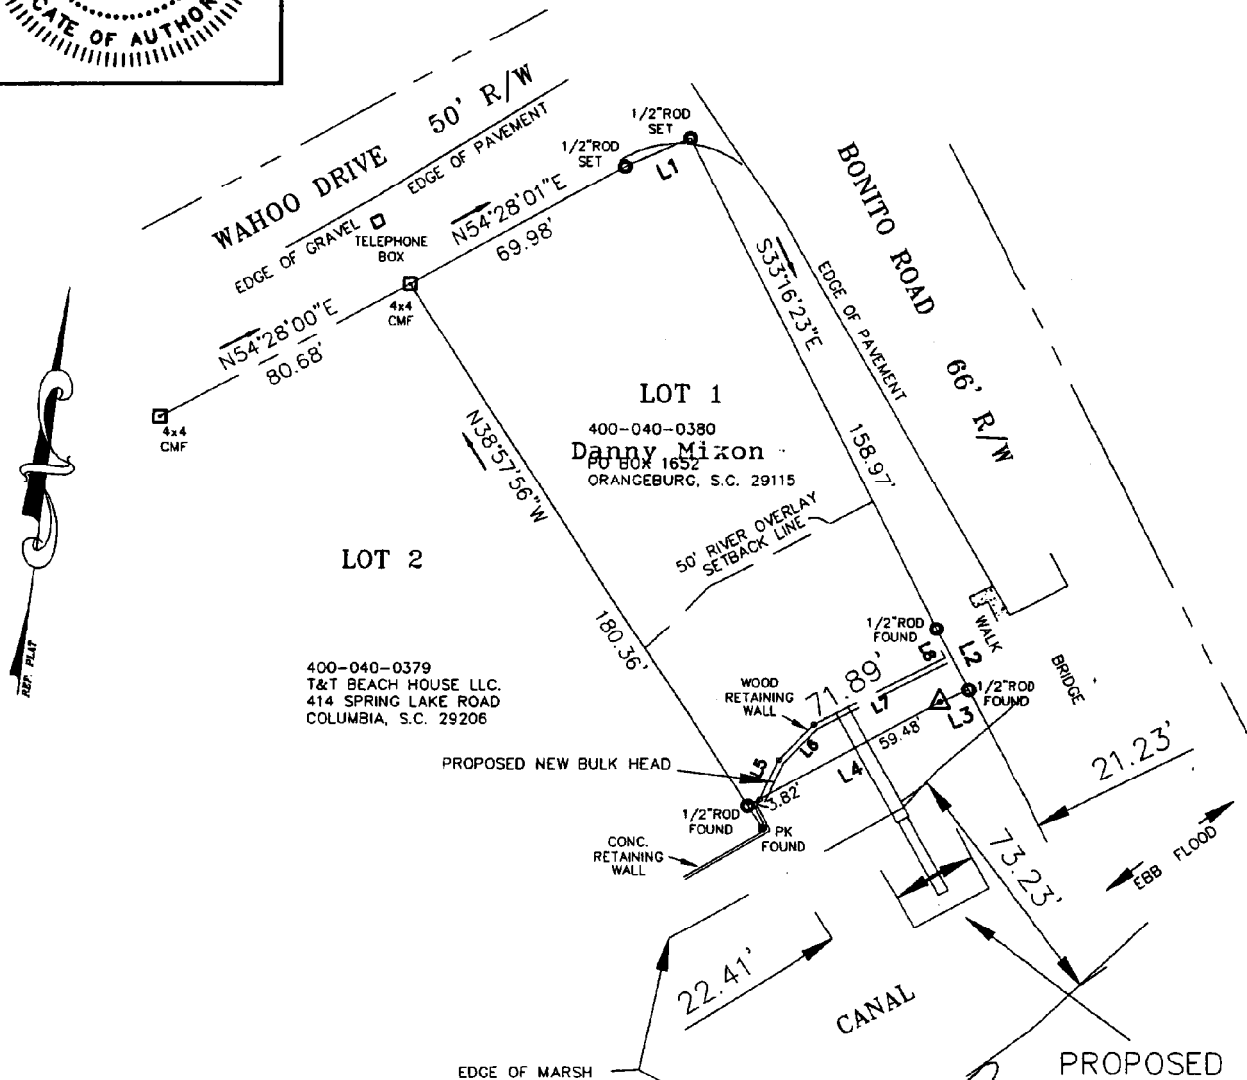 CATE OF AUTHOR
WAHOO DRIVE 50' R/W
EDGE OF PAVEMENT
EDGE OF GRAVEL
TELEPHONE
BOX
1/2"ROD
SET
1/2"ROD
SET
L1
N54°28'01"E
69.98'
N54°28'00"E
80.68'
4x4
CMF
4x4
CMF
BONITO ROAD 66' R/W
EDGE OF PAVEMENT
S33°16'23"E
158.97'
LOT 1
400-040-0380
Danny Mixon
PO BOX 1652
ORANGEBURG, S.C. 29115
N38°57'56"W
180.36'
50' RIVER OVERLAY
SETBACK LINE
LOT 2
400-040-0379
T&T BEACH HOUSE LLC.
414 SPRING LAKE ROAD
COLUMBIA, S.C. 29206
REF. PLAT
1/2"ROD
FOUND
L8
L2
WALK
BRIDGE
1/2"ROD
FOUND
L3
71.89'
L7
WOOD
RETAINING
WALL
L6
L5
59.48'
L4
PROPOSED NEW BULK HEAD
3.82'
1/2"ROD
FOUND
PK
FOUND
CONC.
RETAINING
WALL
21.23'
73.23'
EBB FLOOD
22.41'
CANAL
EDGE OF MARSH
PROPOSED